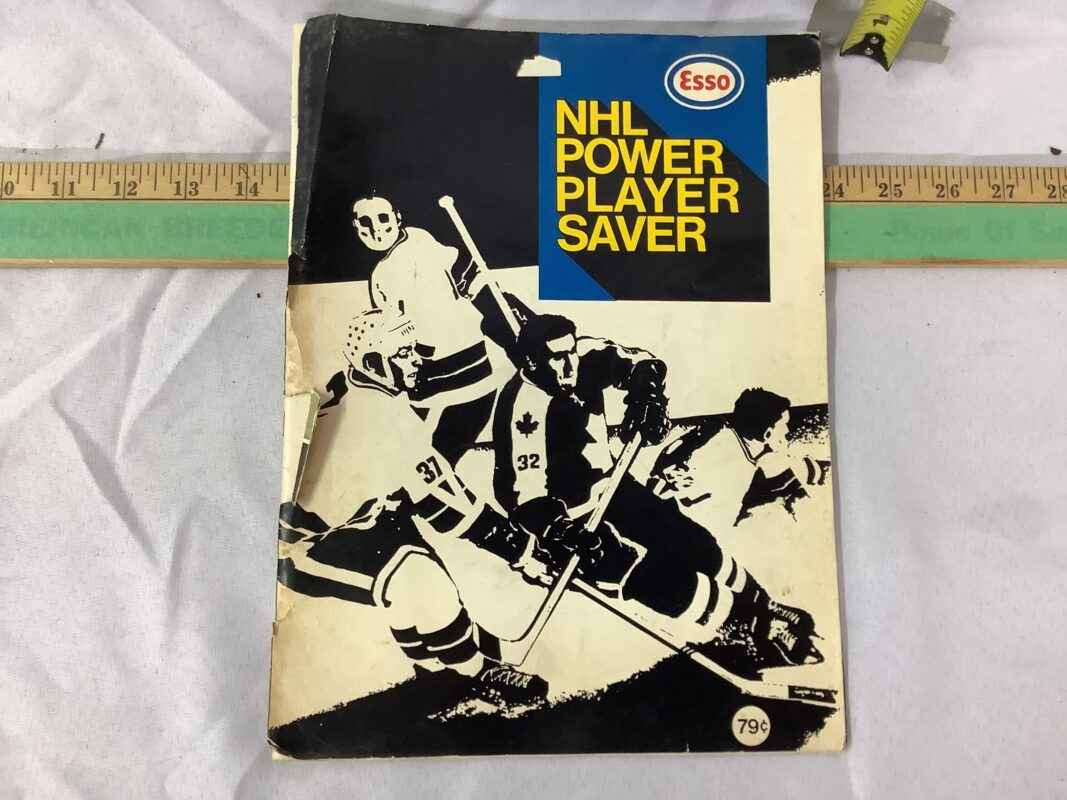 Esso
NHL
POWER
PLAYER
SAVER
10 11 12 13 14
24 25 26 27 28
32
37
79¢